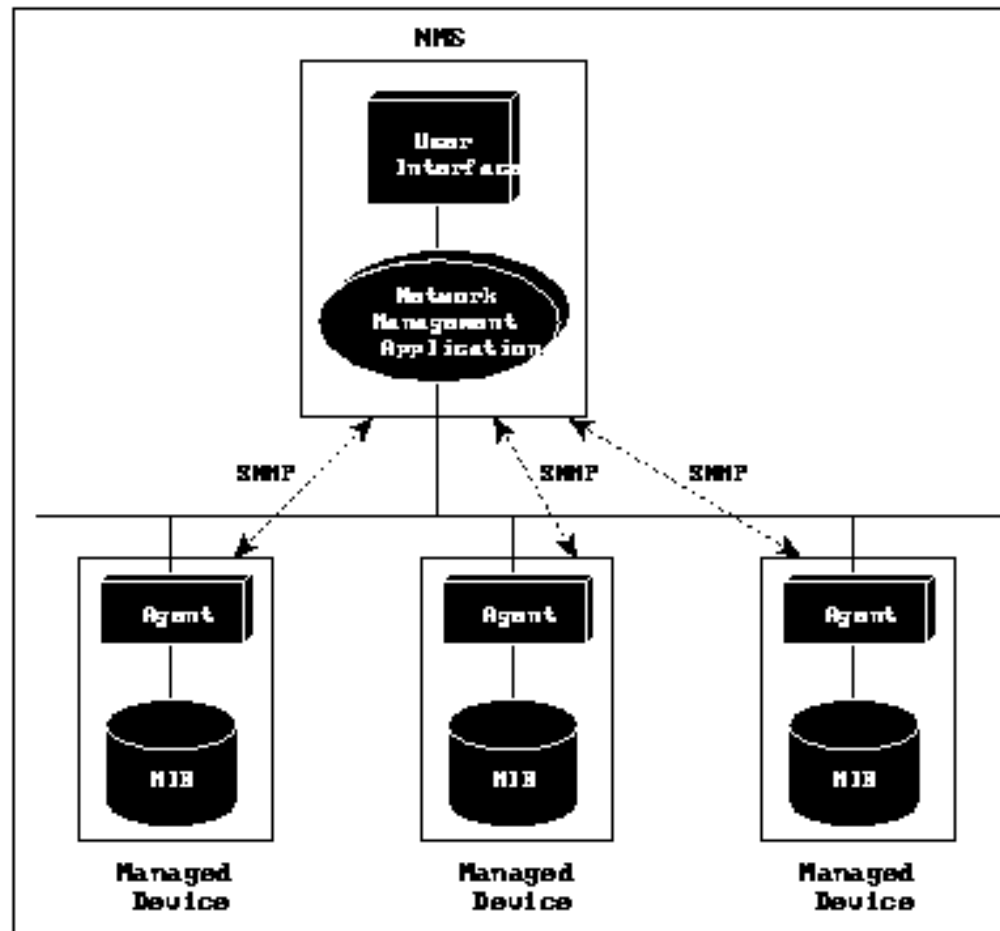 NMS
User
Interface
Network
Management
Application
SNMP
SNMP
SNMP
Agent
Agent
Agent
MIB
MIB
MIB
Managed
Device
Managed
Device
Managed
Device